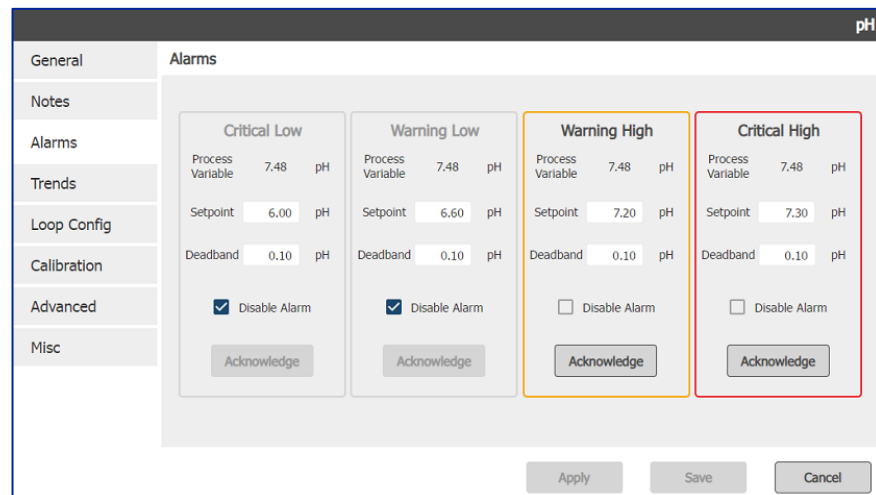 pH
General
Notes
Alarms
Trends
Loop Config
Calibration
Advanced
Misc
Alarms
Critical Low
Process Variable 7.48 pH
Setpoint 6.00 pH
Deadband 0.10 pH
Disable Alarm
Acknowledge
Warning Low
Process Variable 7.48 pH
Setpoint 6.60 pH
Deadband 0.10 pH
Disable Alarm
Acknowledge
Warning High
Process Variable 7.48 pH
Setpoint 7.20 pH
Deadband 0.10 pH
Disable Alarm
Acknowledge
Critical High
Process Variable 7.48 pH
Setpoint 7.30 pH
Deadband 0.10 pH
Disable Alarm
Acknowledge
Apply Save Cancel